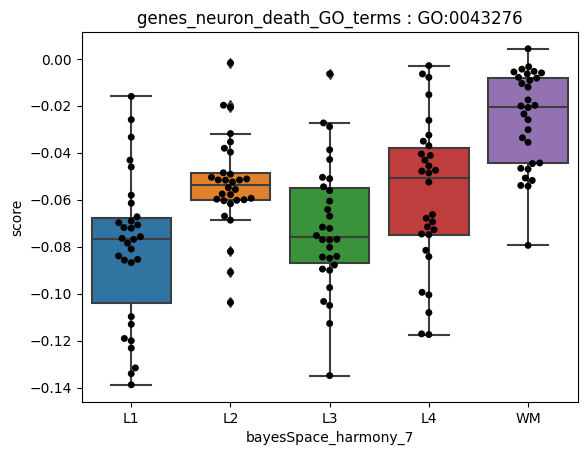 genes_neuron_death_GO_terms : GO:0043276
0.00
−0.02
−0.04
−0.06
−0.08
−0.10
−0.12
−0.14
score
L1 L2 L3 L4 WM
bayesSpace_harmony_7